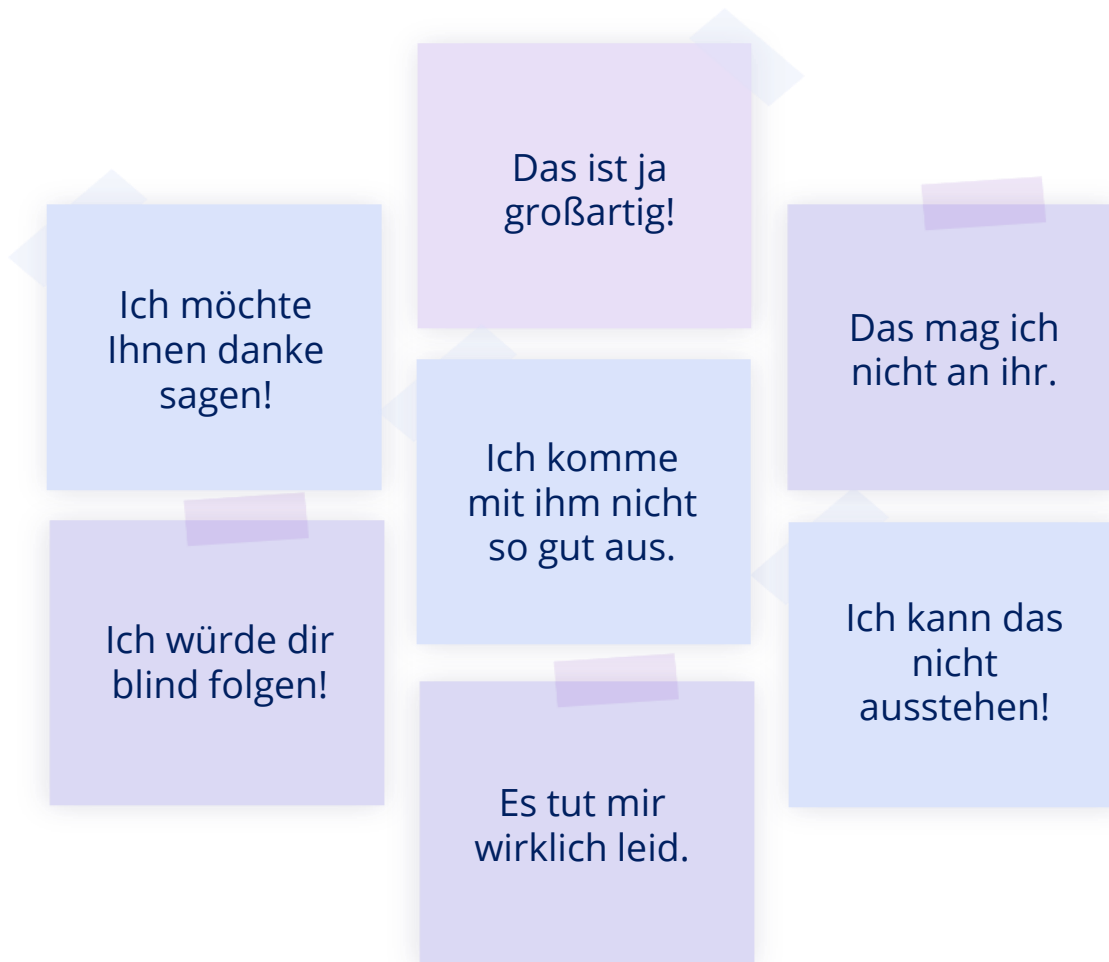 Das ist ja
großartig!
Ich möchte
Ihnen danke
sagen!
Das mag ich
nicht an ihr.
Ich komme
mit ihm nicht
so gut aus.
Ich würde dir
blind folgen!
Ich kann das
nicht
ausstehen!
Es tut mir
wirklich leid.